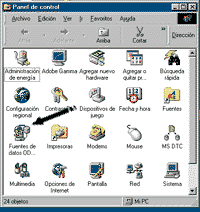 Panel de control
Archivo Edición Ver Ir Favoritos Ayuda
Arriba Cortar Dirección
Administración de energía Adobe Gamma Agregar nuevo hardware Agregar o quitar pr... Búsqueda rápida
Configuración regional Contraseñas Dispositivos de juego Fecha y hora Fuentes
Fuentes de datos OD... Impresoras Modems Mouse MS DTC
Multimedia Opciones de Internet Pantalla Red Sistema
24 objetos Mi PC